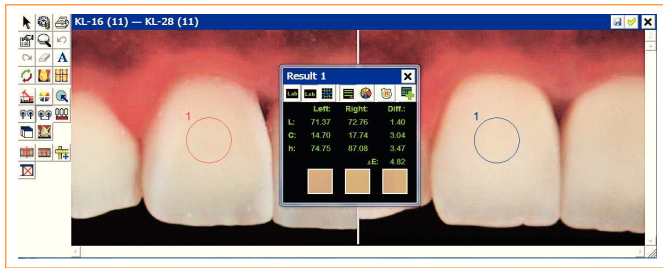 KL-16 (11) — KL-28 (11)
A
Result 1
Lab Lch
Left: Right: Diff.:
L: 71.37 72.76 1.40
C: 14.70 17.74 3.04
h: 74.75 87.08 3.47
ΔE: 4.82
1
1